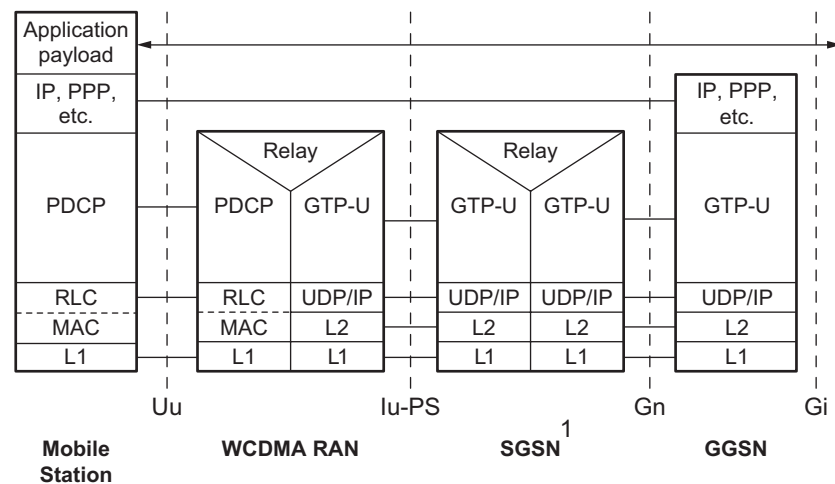 Application
payload
IP, PPP,
etc.
IP, PPP,
etc.
Relay
Relay
PDCP
PDCP
GTP-U
GTP-U
GTP-U
GTP-U
RLC
RLC
UDP/IP
UDP/IP
UDP/IP
UDP/IP
MAC
MAC
L2
L2
L2
L2
L1
L1
L1
L1
L1
L1
Uu
Iu-PS
Gn
Gi
Mobile
Station
WCDMA RAN
SGSN 1
GGSN